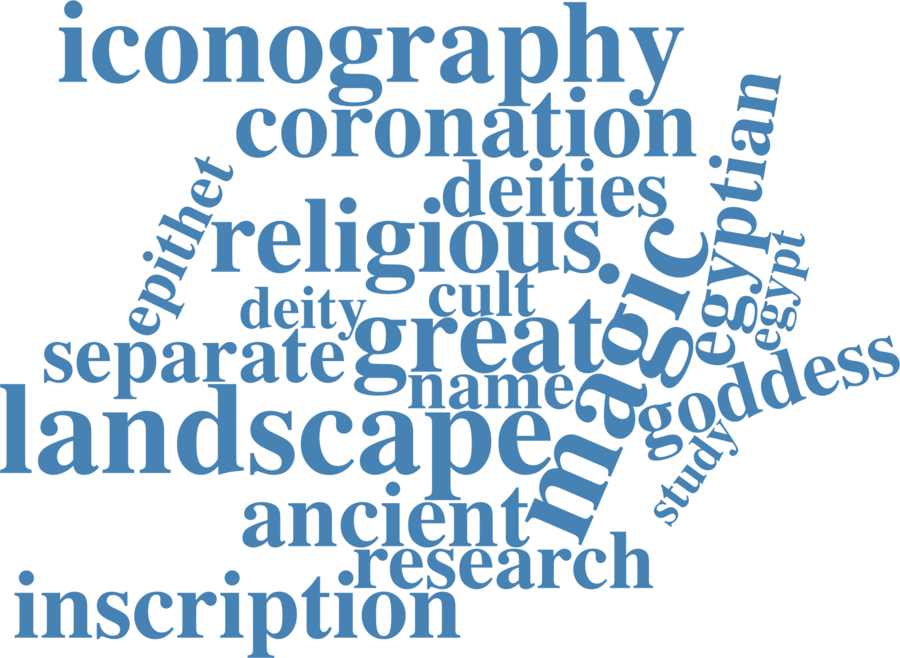 iconography
coronation
egyptian
deities
epithet
religious
magic
egypt
deity
cult
great
separate
name
goddess
landscape
study
ancient
research
inscription